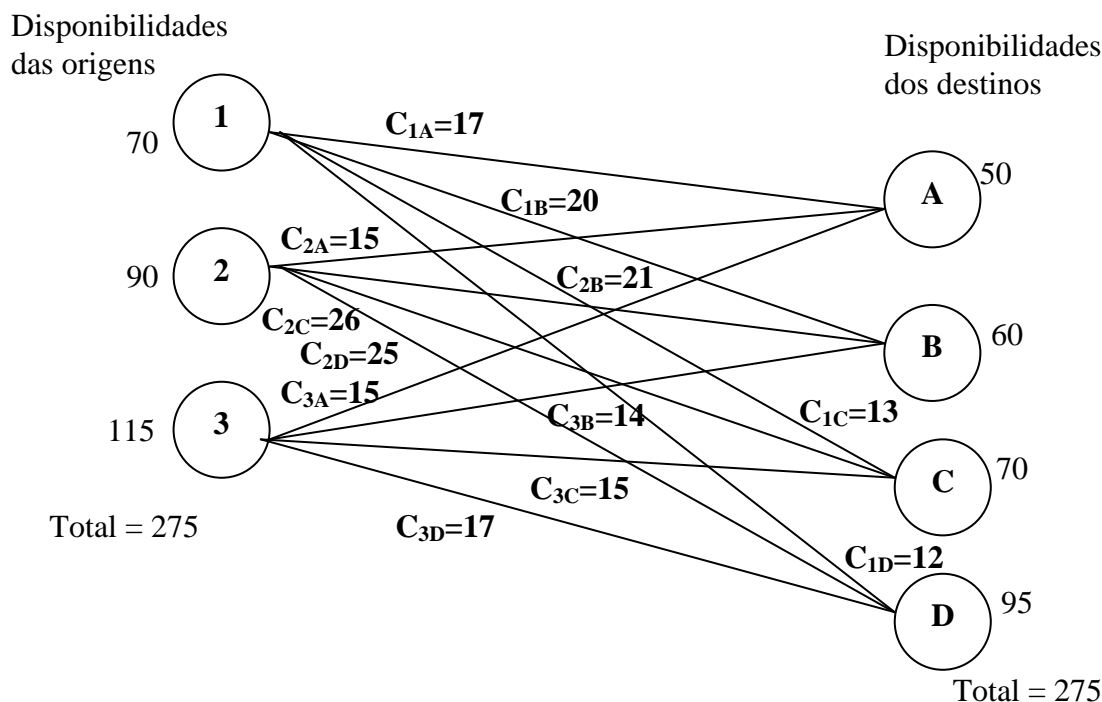 Disponibilidades
das origens
Disponibilidades
dos destinos
1
70
C1A=17
A
50
C1B=20
C2A=15
2
90
C2B=21
C2C=26
C2D=25
B
60
C3A=15
3
115
C3B=14
C1C=13
C
70
C3C=15
Total = 275
C3D=17
C1D=12
D
95
Total = 275